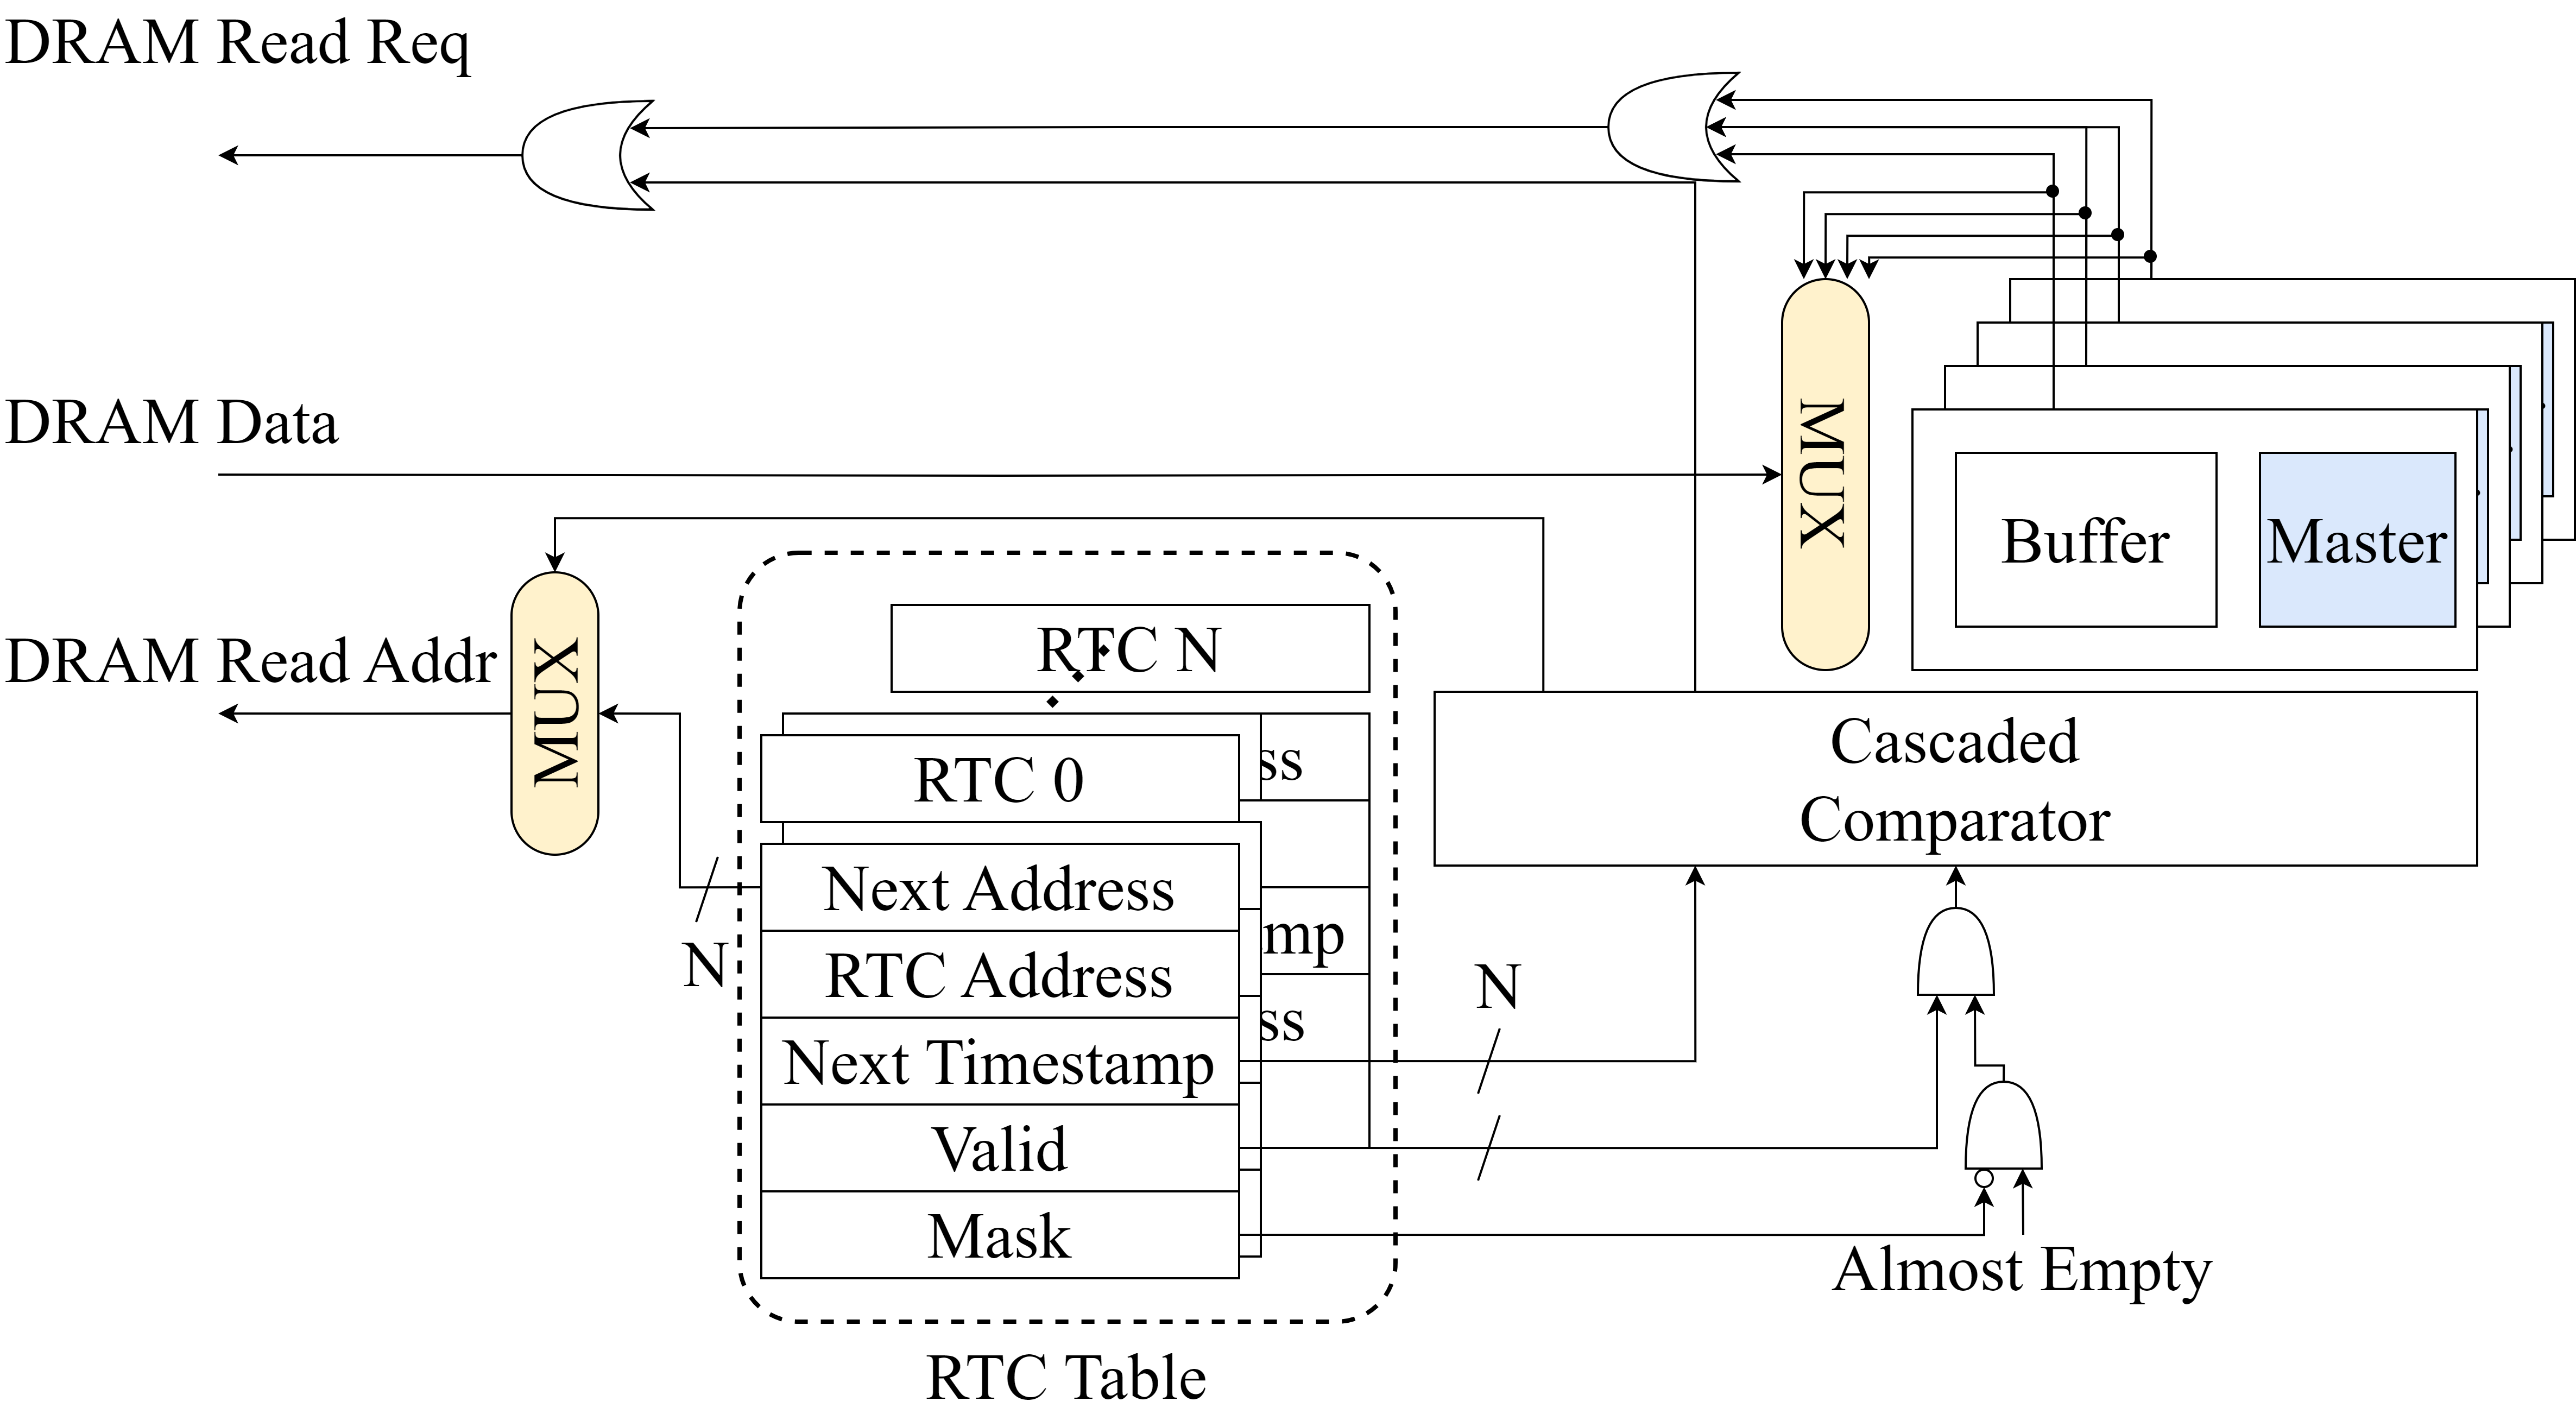 DRAM Read Req
DRAM Data
MUX
Buffer
Master
DRAM Read Addr
MUX
RTC N
Cascaded
Comparator
ss
RTC 0
Next Address
mp
RTC Address
N
N
ss
Next Timestamp
Valid
Mask
Almost Empty
RTC Table